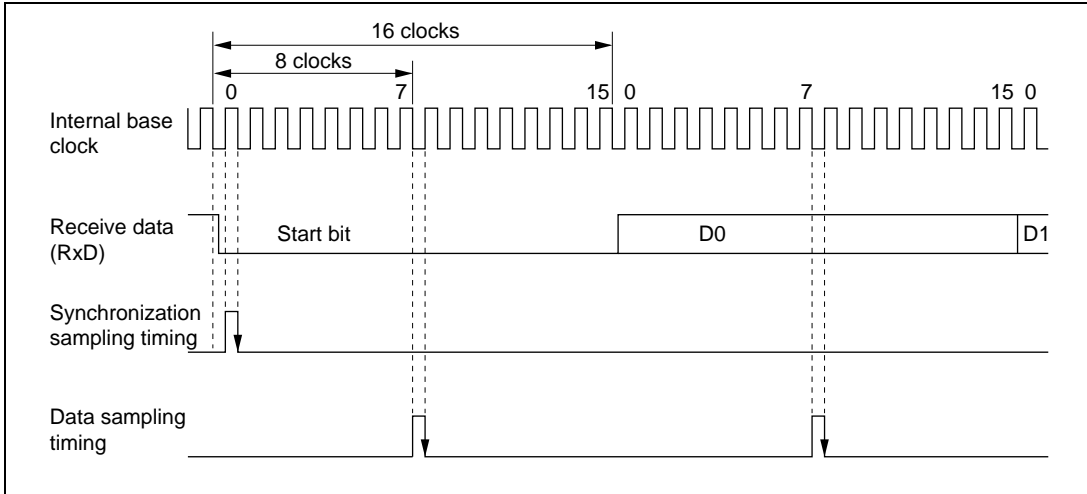 16 clocks
8 clocks
0 7 15 0 7 15 0
Internal base
clock
Receive data
(RxD)
Start bit D0 D1
Synchronization
sampling timing
Data sampling
timing